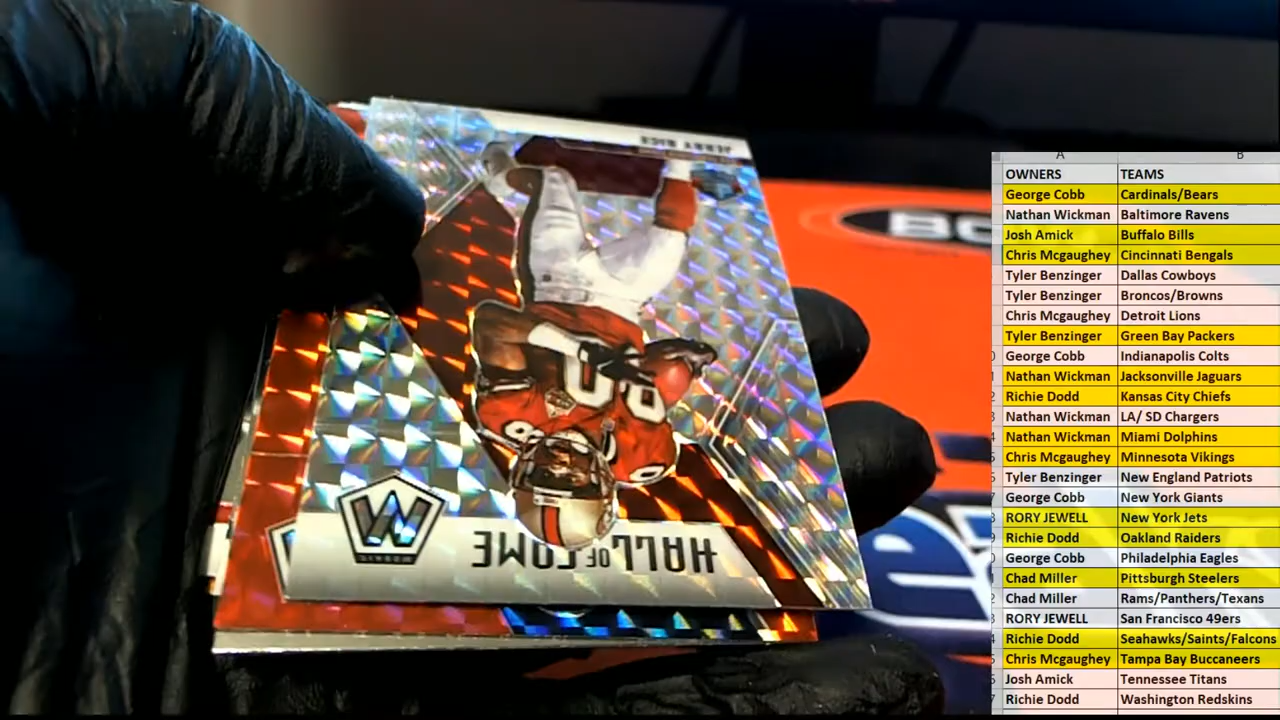 JERRY RICE
80
HALL OF FAME
MOSAIC
BO
A B
OWNERS TEAMS
George Cobb Cardinals/Bears
Nathan Wickman Baltimore Ravens
Josh Amick Buffalo Bills
Chris Mcgaughey Cincinnati Bengals
Tyler Benzinger Dallas Cowboys
Tyler Benzinger Broncos/Browns
Chris Mcgaughey Detroit Lions
Tyler Benzinger Green Bay Packers
George Cobb Indianapolis Colts
Nathan Wickman Jacksonville Jaguars
Richie Dodd Kansas City Chiefs
Nathan Wickman LA/ SD Chargers
Nathan Wickman Miami Dolphins
Chris Mcgaughey Minnesota Vikings
Tyler Benzinger New England Patriots
George Cobb New York Giants
RORY JEWELL New York Jets
Richie Dodd Oakland Raiders
George Cobb Philadelphia Eagles
Chad Miller Pittsburgh Steelers
Chad Miller Rams/Panthers/Texans
RORY JEWELL San Francisco 49ers
Richie Dodd Seahawks/Saints/Falcons
Chris Mcgaughey Tampa Bay Buccaneers
Josh Amick Tennessee Titans
Richie Dodd Washington Redskins